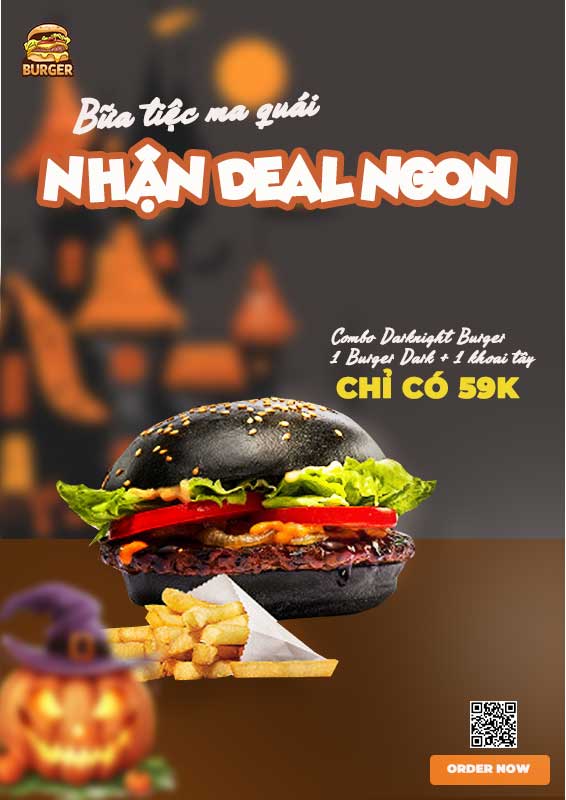 BURGER
Bữa tiệc ma quái
NHẬN DEAL NGON
Combo Darknight Burger
1 Burger Dark + 1 khoai tây
CHỈ CÓ 59K
ORDER NOW